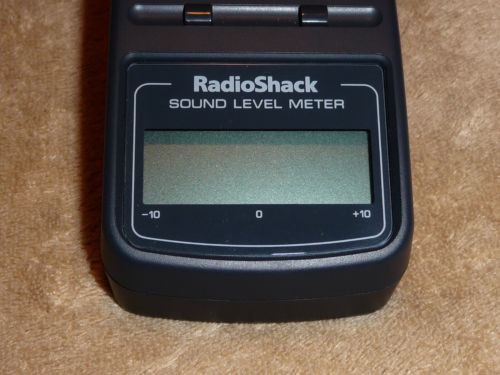 RadioShack
SOUND LEVEL METER
−10 0 +10